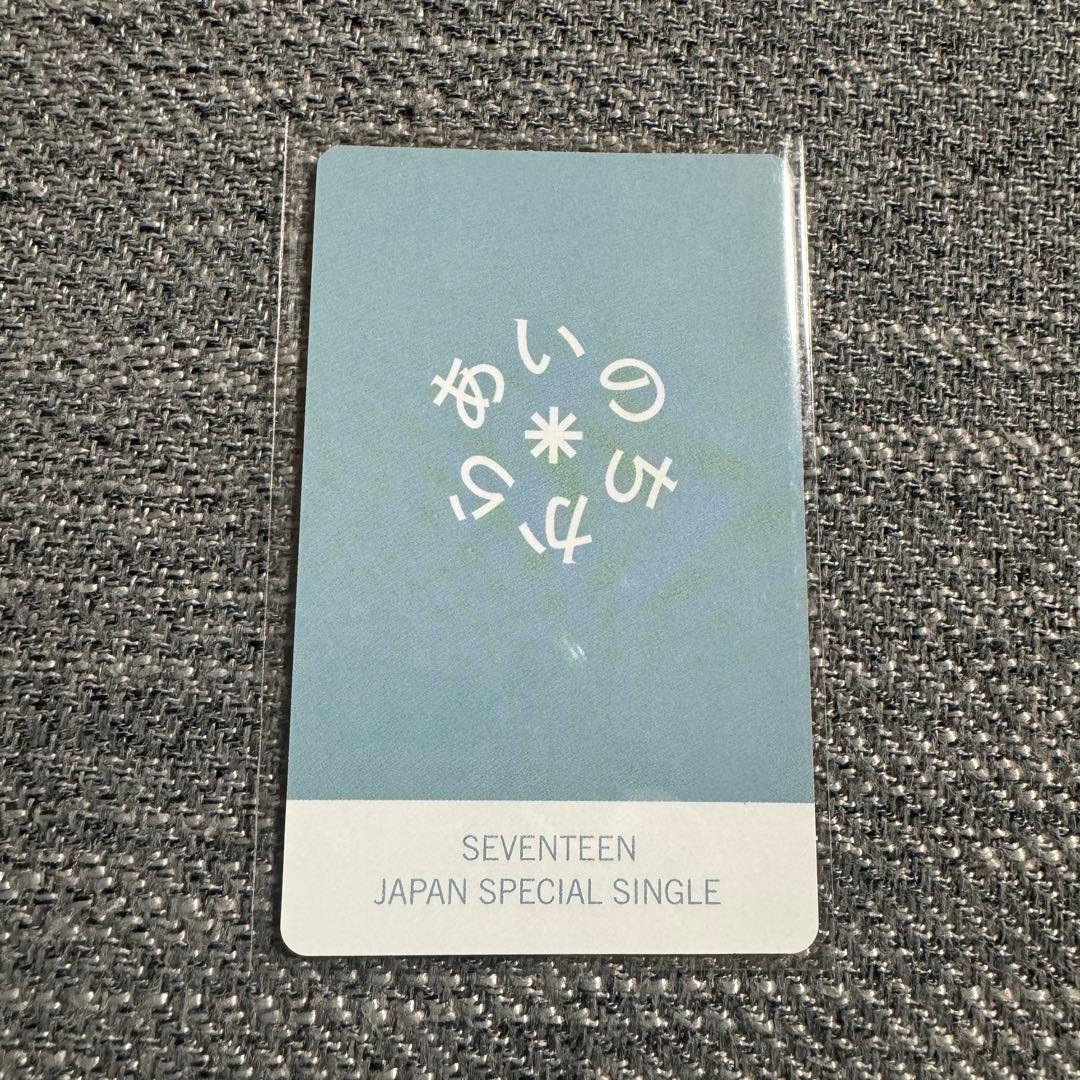 あいのちから
SEVENTEEN
JAPAN SPECIAL SINGLE